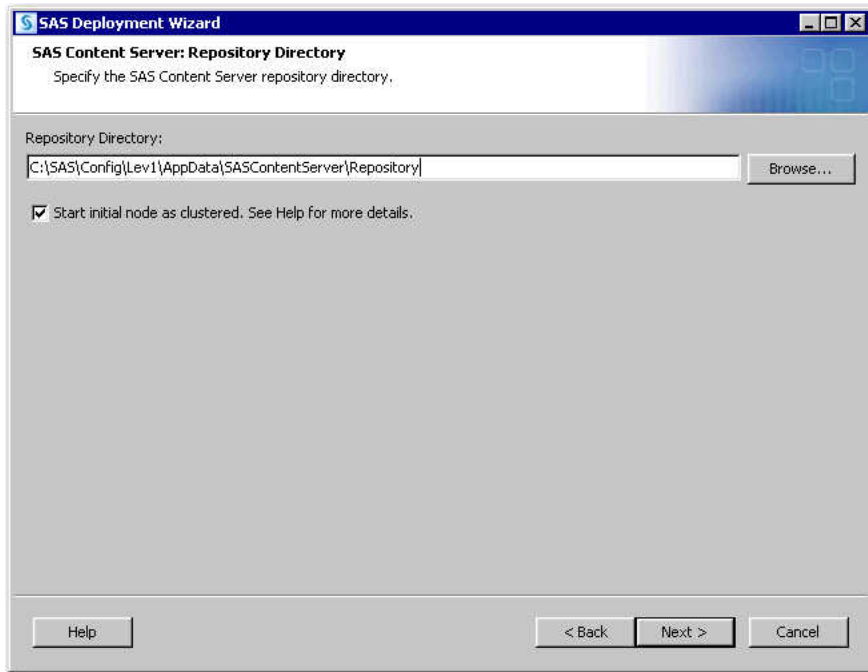 SAS Deployment Wizard
SAS Content Server: Repository Directory
Specify the SAS Content Server repository directory.
Repository Directory:
C:\SAS\Config\Lev1\AppData\SASContentServer\Repository
Browse...
Start initial node as clustered. See Help for more details.
Help
< Back
Next >
Cancel